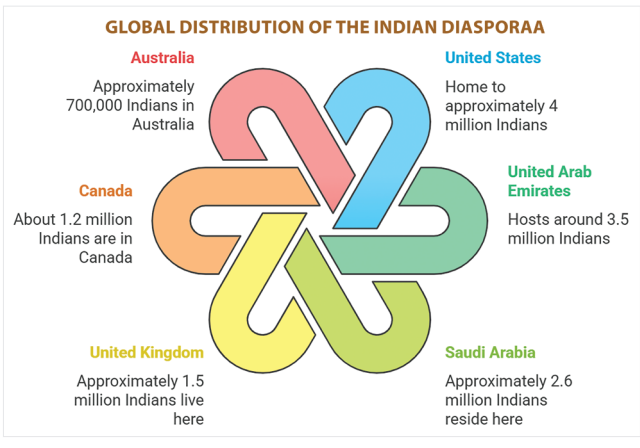 GLOBAL DISTRIBUTION OF THE INDIAN DIASPORAA
Australia
Approximately
700,000 Indians in
Australia
United States
Home to
approximately 4
million Indians
Canada
About 1.2 million
Indians are in
Canada
United Arab
Emirates
Hosts around 3.5
million Indians
United Kingdom
Approximately 1.5
million Indians live
here
Saudi Arabia
Approximately 2.6
million Indians
reside here